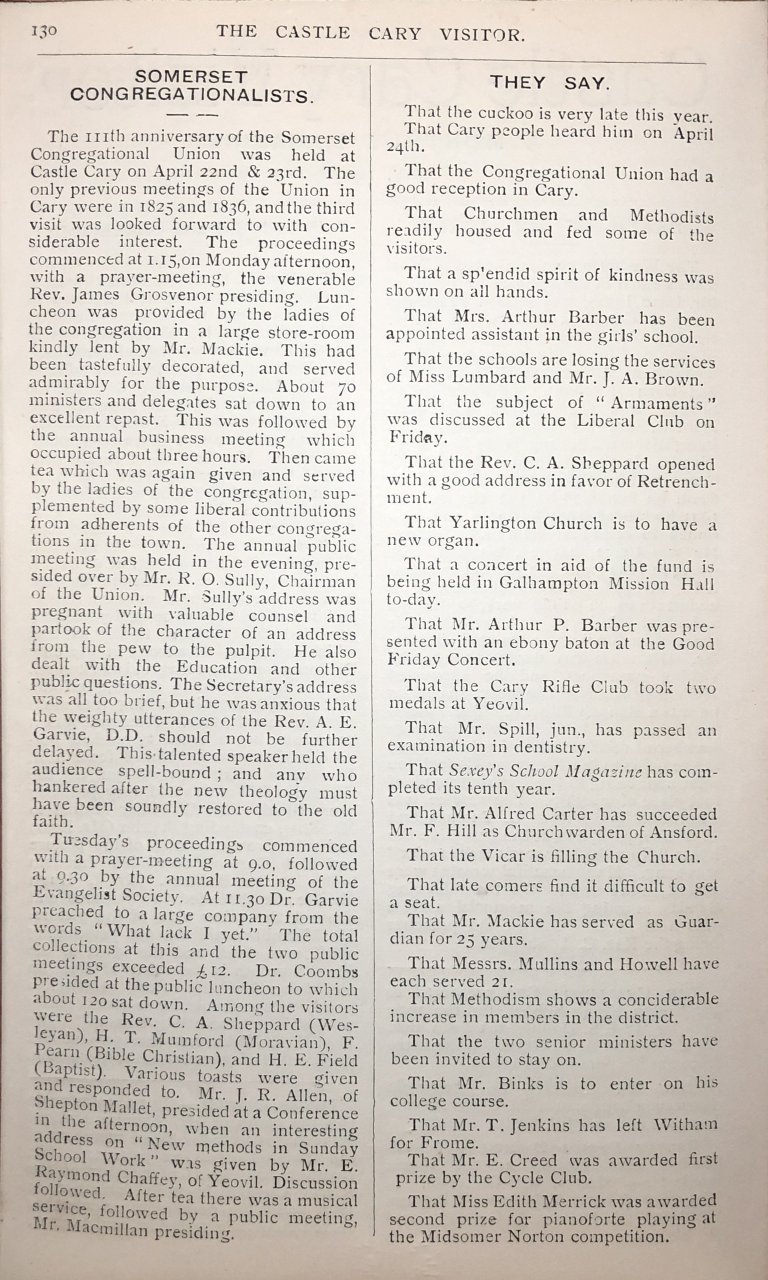 130
THE CASTLE CARY VISITOR.
SOMERSET
CONGREGATIONALISTS.
The 111th anniversary of the Somerset
Congregational Union was held at
Castle Cary on April 22nd & 23rd. The
only previous meetings of the Union in
Cary were in 1825 and 1836, and the third
visit was looked forward to with con-
siderable interest. The proceedings
commenced at 1.15, on Monday afternoon,
with a prayer-meeting, the venerable
Rev. James Grosvenor presiding. Lun-
cheon was provided by the ladies of
the congregation in a large store-room
kindly lent by Mr. Mackie. This had
been tastefully decorated, and served
admirably for the purpose. About 70
ministers and delegates sat down to an
excellent repast. This was followed by
the annual business meeting which
occupied about three hours. Then came
tea which was again given and served
by the ladies of the congregation, sup-
plemented by some liberal contributions
from adherents of the other congrega-
tions in the town. The annual public
meeting was held in the evening, pre-
sided over by Mr. R. O. Sully, Chairman
of the Union. Mr. Sully's address was
pregnant with valuable counsel and
partook of the character of an address
from the pew to the pulpit. He also
dealt with the Education and other
public questions. The Secretary's address
was all too brief, but he was anxious that
the weighty utterances of the Rev. A. E.
Garvie, D.D. should not be further
delayed. This talented speaker held the
audience spell-bound ; and any who
hankered after the new theology must
have been soundly restored to the old
faith.
Tuesday's proceedings commenced
with a prayer-meeting at 9.0, followed
at 9.30 by the annual meeting of the
Evangelist Society. At 11.30 Dr. Garvie
preached to a large company from the
words "What lack I yet." The total
collections at this and the two public
meetings exceeded £12. Dr. Coombs
presided at the public luncheon to which
about 120 sat down. Among the visitors
were the Rev. C. A. Sheppard (Wes-
leyan), H. T. Mumford (Moravian), F.
Pearn (Bible Christian), and H. E. Field
(Baptist). Various toasts were given
and responded to. Mr. J. R. Allen, of
Shepton Mallet, presided at a Conference
in the afternoon, when an interesting
address on "New methods in Sunday
School Work" was given by Mr. E.
Raymond Chaffey, of Yeovil. Discussion
followed. After tea there was a musical
service, followed by a public meeting,
Mr. Macmillan presiding.
THEY SAY.
That the cuckoo is very late this year.
That Cary people heard him on April
24th.
That the Congregational Union had a
good reception in Cary.
That Churchmen and Methodists
readily housed and fed some of the
visitors.
That a sp'endid spirit of kindness was
shown on all hands.
That Mrs. Arthur Barber has been
appointed assistant in the girls' school.
That the schools are losing the services
of Miss Lumbard and Mr. J. A. Brown.
That the subject of "Armaments"
was discussed at the Liberal Club on
Friday.
That the Rev. C. A. Sheppard opened
with a good address in favor of Retrench-
ment.
That Yarlington Church is to have a
new organ.
That a concert in aid of the fund is
being held in Galhampton Mission Hall
to-day.
That Mr. Arthur P. Barber was pre-
sented with an ebony baton at the Good
Friday Concert.
That the Cary Rifle Club took two
medals at Yeovil.
That Mr. Spill, jun., has passed an
examination in dentistry.
That Sexey's School Magazine has com-
pleted its tenth year.
That Mr. Alfred Carter has succeeded
Mr. F. Hill as Churchwarden of Ansford.
That the Vicar is filling the Church.
That late comers find it difficult to get
a seat.
That Mr. Mackie has served as Guar-
dian for 25 years.
That Messrs. Mullins and Howell have
each served 21.
That Methodism shows a conciderable
increase in members in the district.
That the two senior ministers have
been invited to stay on.
That Mr. Binks is to enter on his
college course.
That Mr. T. Jenkins has left Witham
for Frome.
That Mr. E. Creed was awarded first
prize by the Cycle Club.
That Miss Edith Merrick was awarded
second prize for pianoforte playing at
the Midsomer Norton competition.